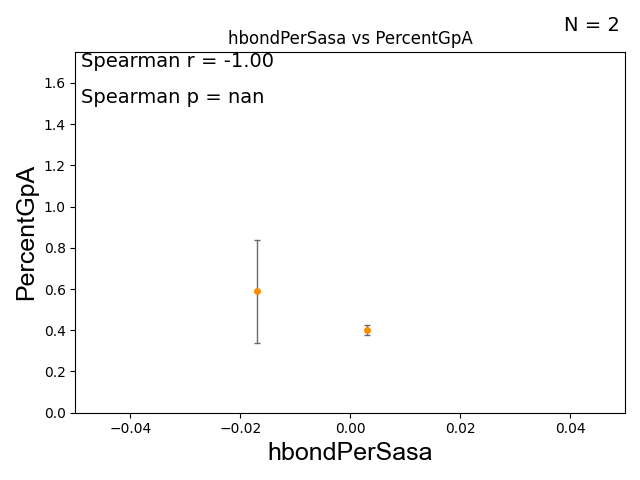 N = 2
hbondPerSasa vs PercentGpA
Spearman r = -1.00
Spearman p = nan
1.6
1.4
1.2
1.0
0.8
0.6
0.4
0.2
0.0
PercentGpA
−0.04
−0.02
0.00
0.02
0.04
hbondPerSasa